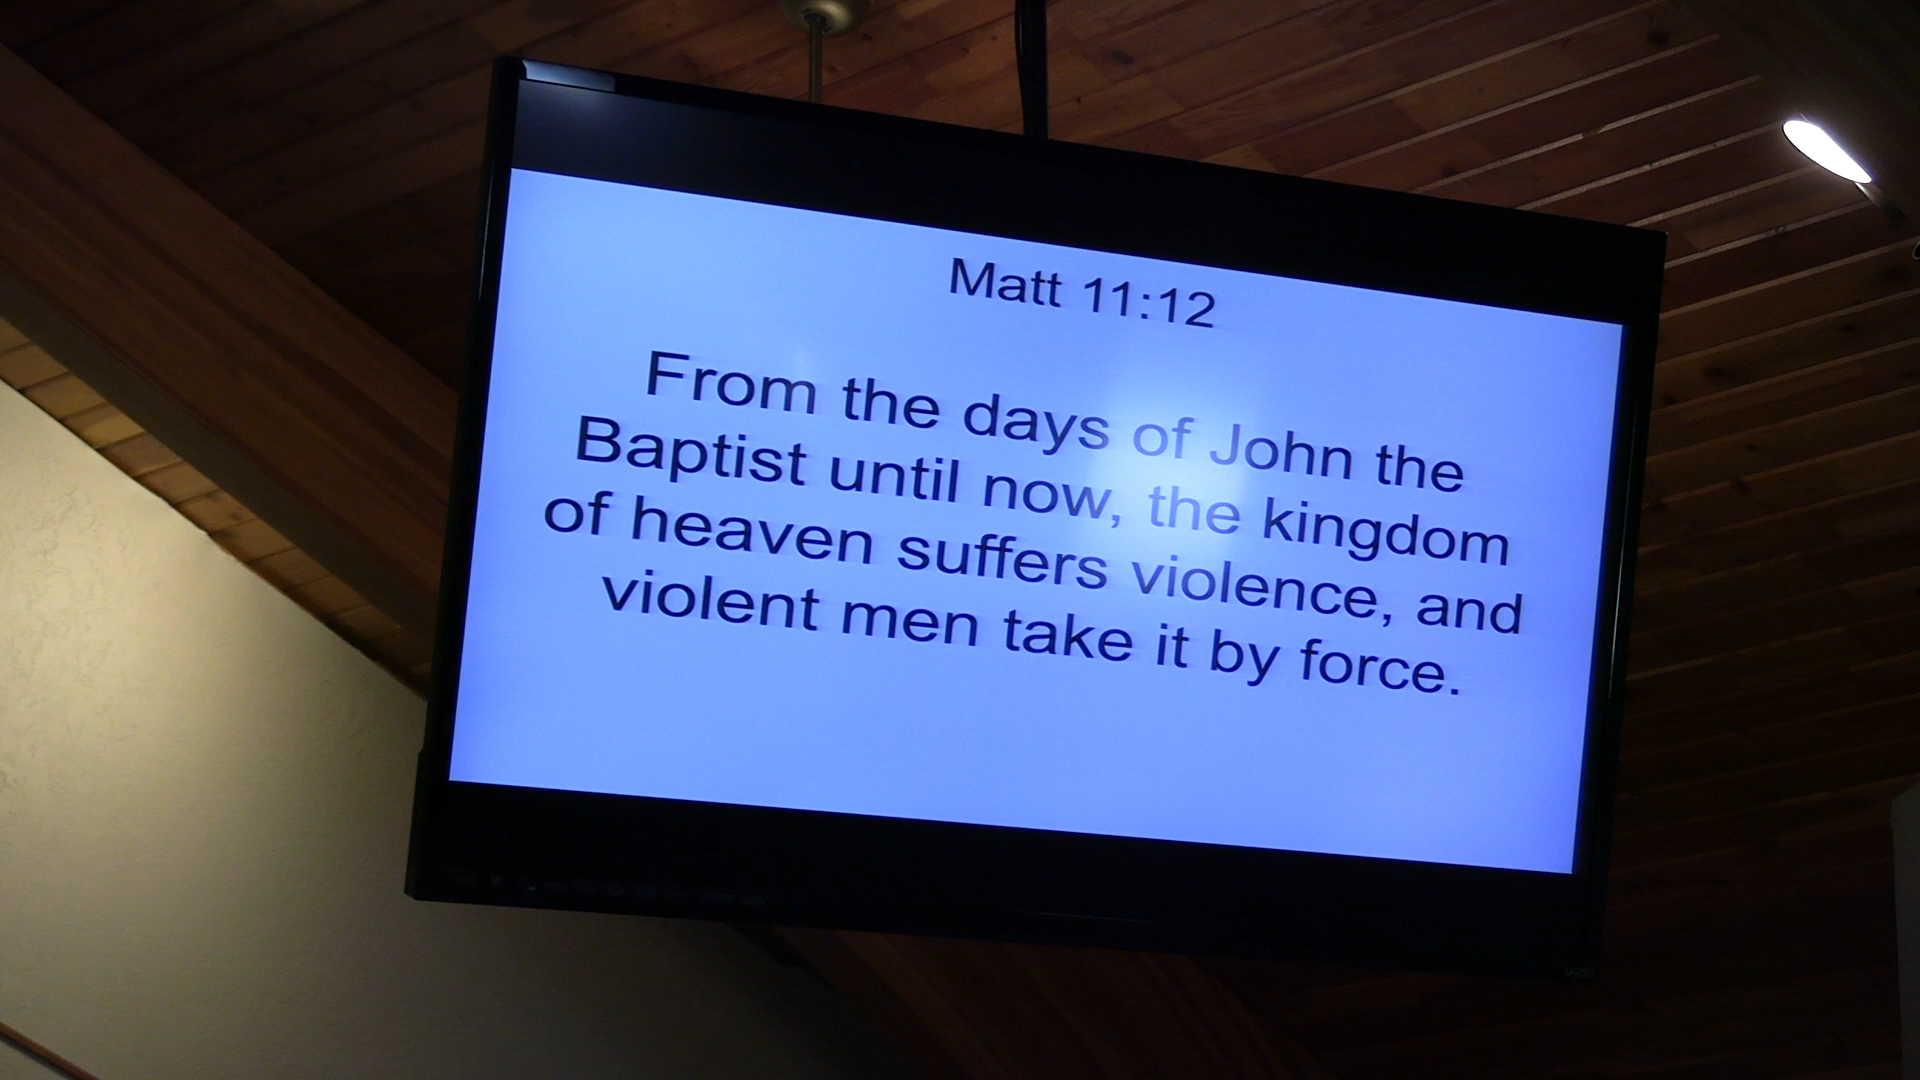 Matt 11:12
From the days of John the
Baptist until now, the kingdom
of heaven suffers violence, and
violent men take it by force.